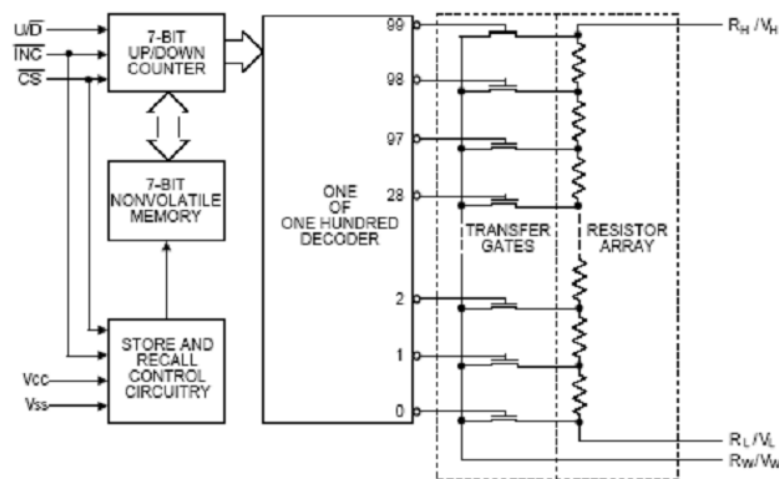 U/D
INC
CS
7-BIT
UP/DOWN
COUNTER
7-BIT
NONVOLATILE
MEMORY
STORE AND
RECALL
CONTROL
CIRCUITRY
VCC
VSS
ONE
OF
ONE HUNDRED
DECODER
99
98
97
28
2
1
0
TRANSFER
GATES
RESISTOR
ARRAY
RH/VH
RL/VL
RW/VW